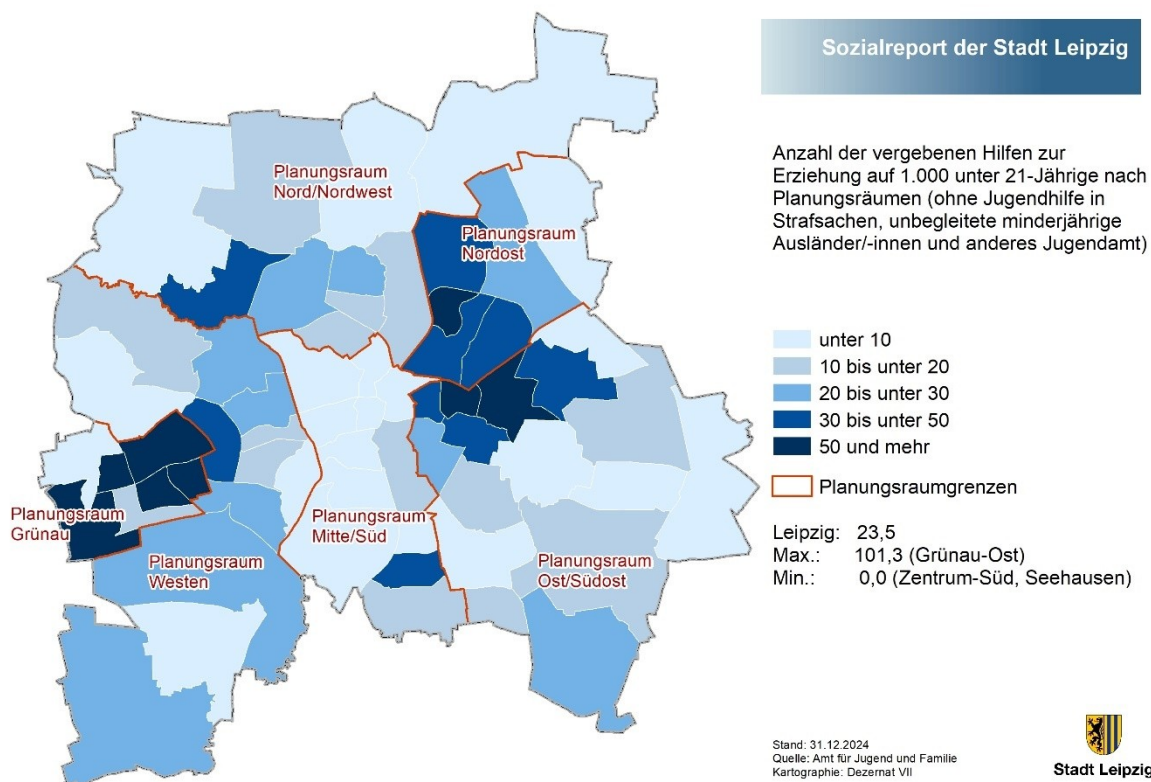 Sozialreport der Stadt Leipzig
Anzahl der vergebenen Hilfen zur
Erziehung auf 1.000 unter 21-Jährige nach
Planungsräumen (ohne Jugendhilfe in
Strafsachen, unbegleitete minderjährige
Ausländer/-innen und anderes Jugendamt)
unter 10
10 bis unter 20
20 bis unter 30
30 bis unter 50
50 und mehr
Planungsraumgrenzen
Leipzig: 23,5
Max.: 101,3 (Grünau-Ost)
Min.: 0,0 (Zentrum-Süd, Seehausen)
Planungsraum
Nord/Nordwest
Planungsraum
Nordost
Planungsraum
Grünau
Planungsraum
Westen
Planungsraum
Mitte/Süd
Planungsraum
Ost/Südost
Stand: 31.12.2024
Quelle: Amt für Jugend und Familie
Kartographie: Dezernat VII
Stadt Leipzig